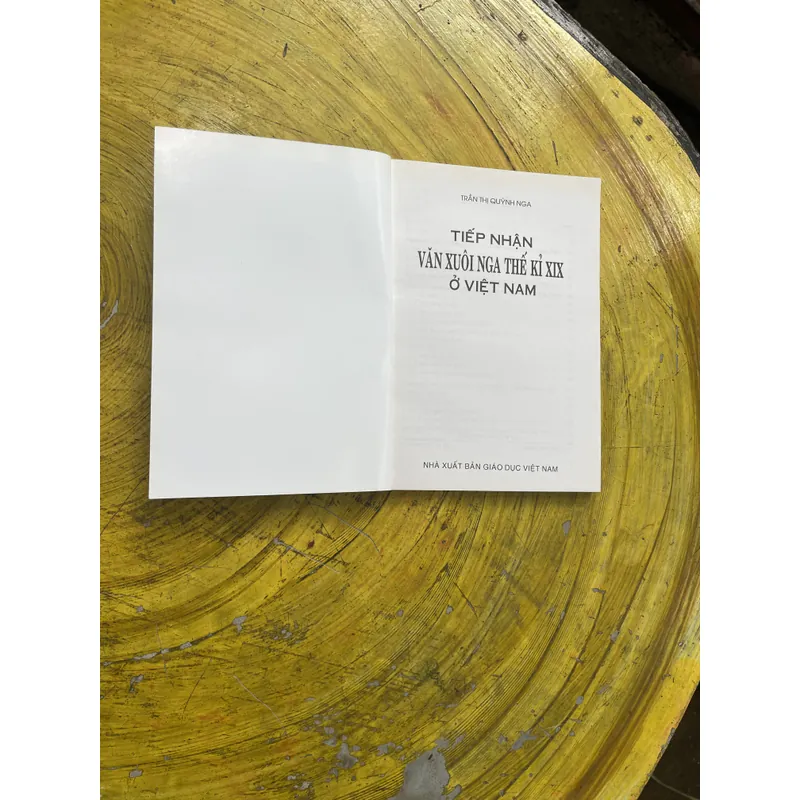 TRẦN THỊ QUỲNH NGA
TIẾP NHẬN
VĂN XUÔI NGA THẾ KỈ XIX
Ở VIỆT NAM
NHÀ XUẤT BẢN GIÁO DỤC VIỆT NAM